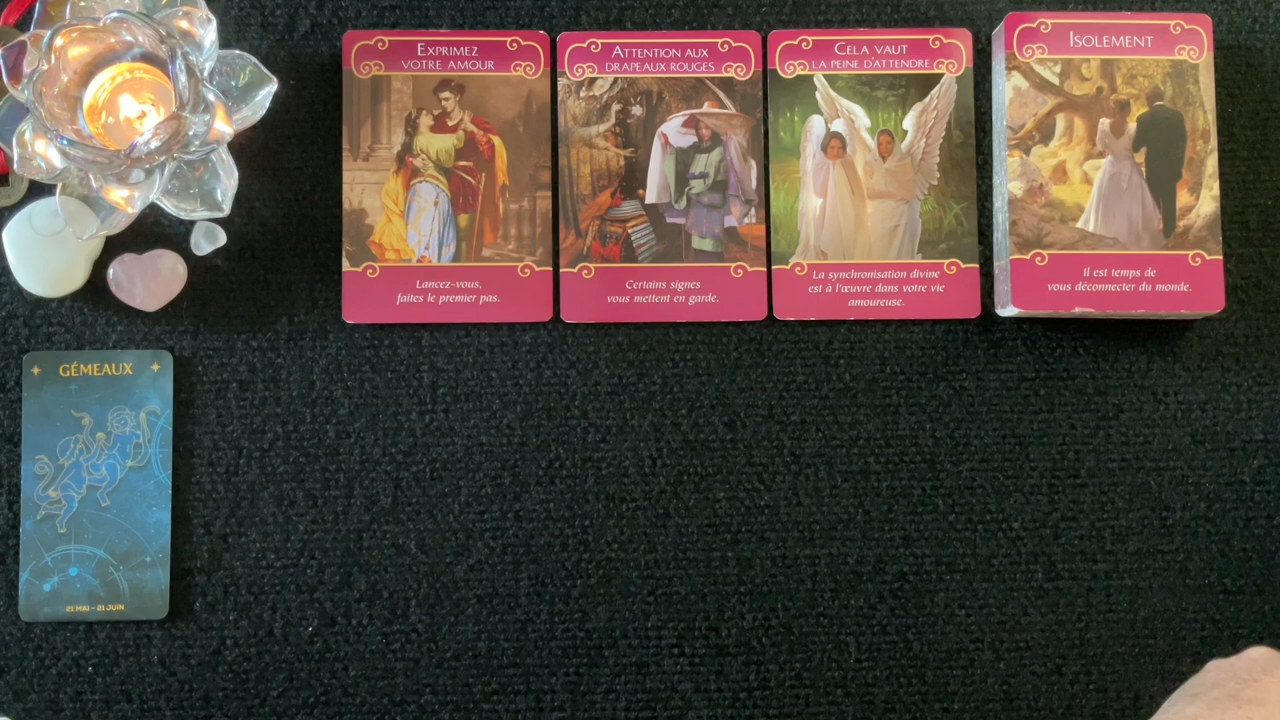 EXPRIMEZ
VOTRE AMOUR
Lancez-vous,
faites le premier pas.
ATTENTION AUX
DRAPEAUX ROUGES
Certains signes
vous mettent en garde.
CELA VAUT
LA PEINE D'ATTENDRE
La synchronisation divine
est à l'œuvre dans votre vie
amoureuse.
ISOLEMENT
Il est temps de
vous déconnecter du monde.
GÉMEAUX
21 MAI - 21 JUIN